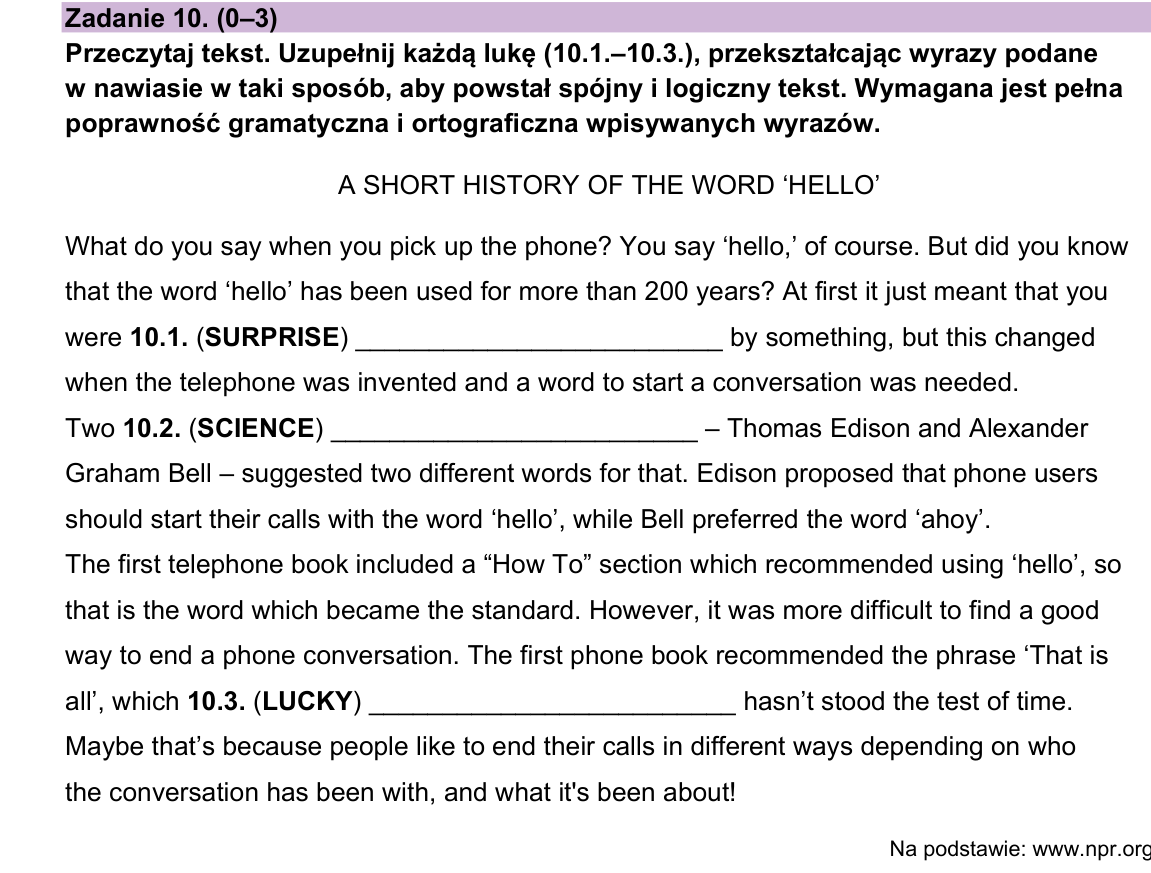 Zadanie 10. (0–3)
Przeczytaj tekst. Uzupełnij każdą lukę (10.1.–10.3.), przekształcając wyrazy podane
w nawiasie w taki sposób, aby powstał spójny i logiczny tekst. Wymagana jest pełna
poprawność gramatyczna i ortograficzna wpisywanych wyrazów.
A SHORT HISTORY OF THE WORD ‘HELLO’
What do you say when you pick up the phone? You say ‘hello,’ of course. But did you know
that the word ‘hello’ has been used for more than 200 years? At first it just meant that you
were 10.1. (SURPRISE) __________________________ by something, but this changed
when the telephone was invented and a word to start a conversation was needed.
Two 10.2. (SCIENCE) __________________________ – Thomas Edison and Alexander
Graham Bell – suggested two different words for that. Edison proposed that phone users
should start their calls with the word ‘hello’, while Bell preferred the word ‘ahoy’.
The first telephone book included a “How To” section which recommended using ‘hello’, so
that is the word which became the standard. However, it was more difficult to find a good
way to end a phone conversation. The first phone book recommended the phrase ‘That is
all’, which 10.3. (LUCKY) __________________________ hasn’t stood the test of time.
Maybe that’s because people like to end their calls in different ways depending on who
the conversation has been with, and what it's been about!
Na podstawie: www.npr.org